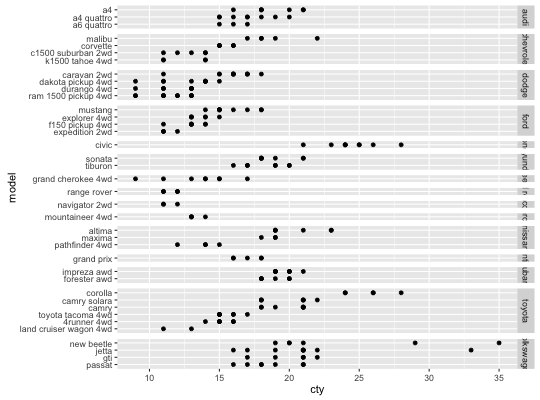 a4
a4 quattro
a6 quattro
audi
malibu
corvette
c1500 suburban 2wd
k1500 tahoe 4wd
caravan 2wd
dakota pickup 4wd
durango 4wd
ram 1500 pickup 4wd
dodge
mustang
explorer 4wd
f150 pickup 4wd
expedition 2wd
ford
civic
sonata
tiburon
grand cherokee 4wd
range rover
navigator 2wd
mountaineer 4wd
altima
maxima
pathfinder 4wd
nissan
grand prix
impreza awd
forester awd
corolla
camry solara
camry
toyota tacoma 4wd
4runner 4wd
land cruiser wagon 4wd
toyota
new beetle
jetta
gti
passat
model
10 15 20 25 30 35
cty